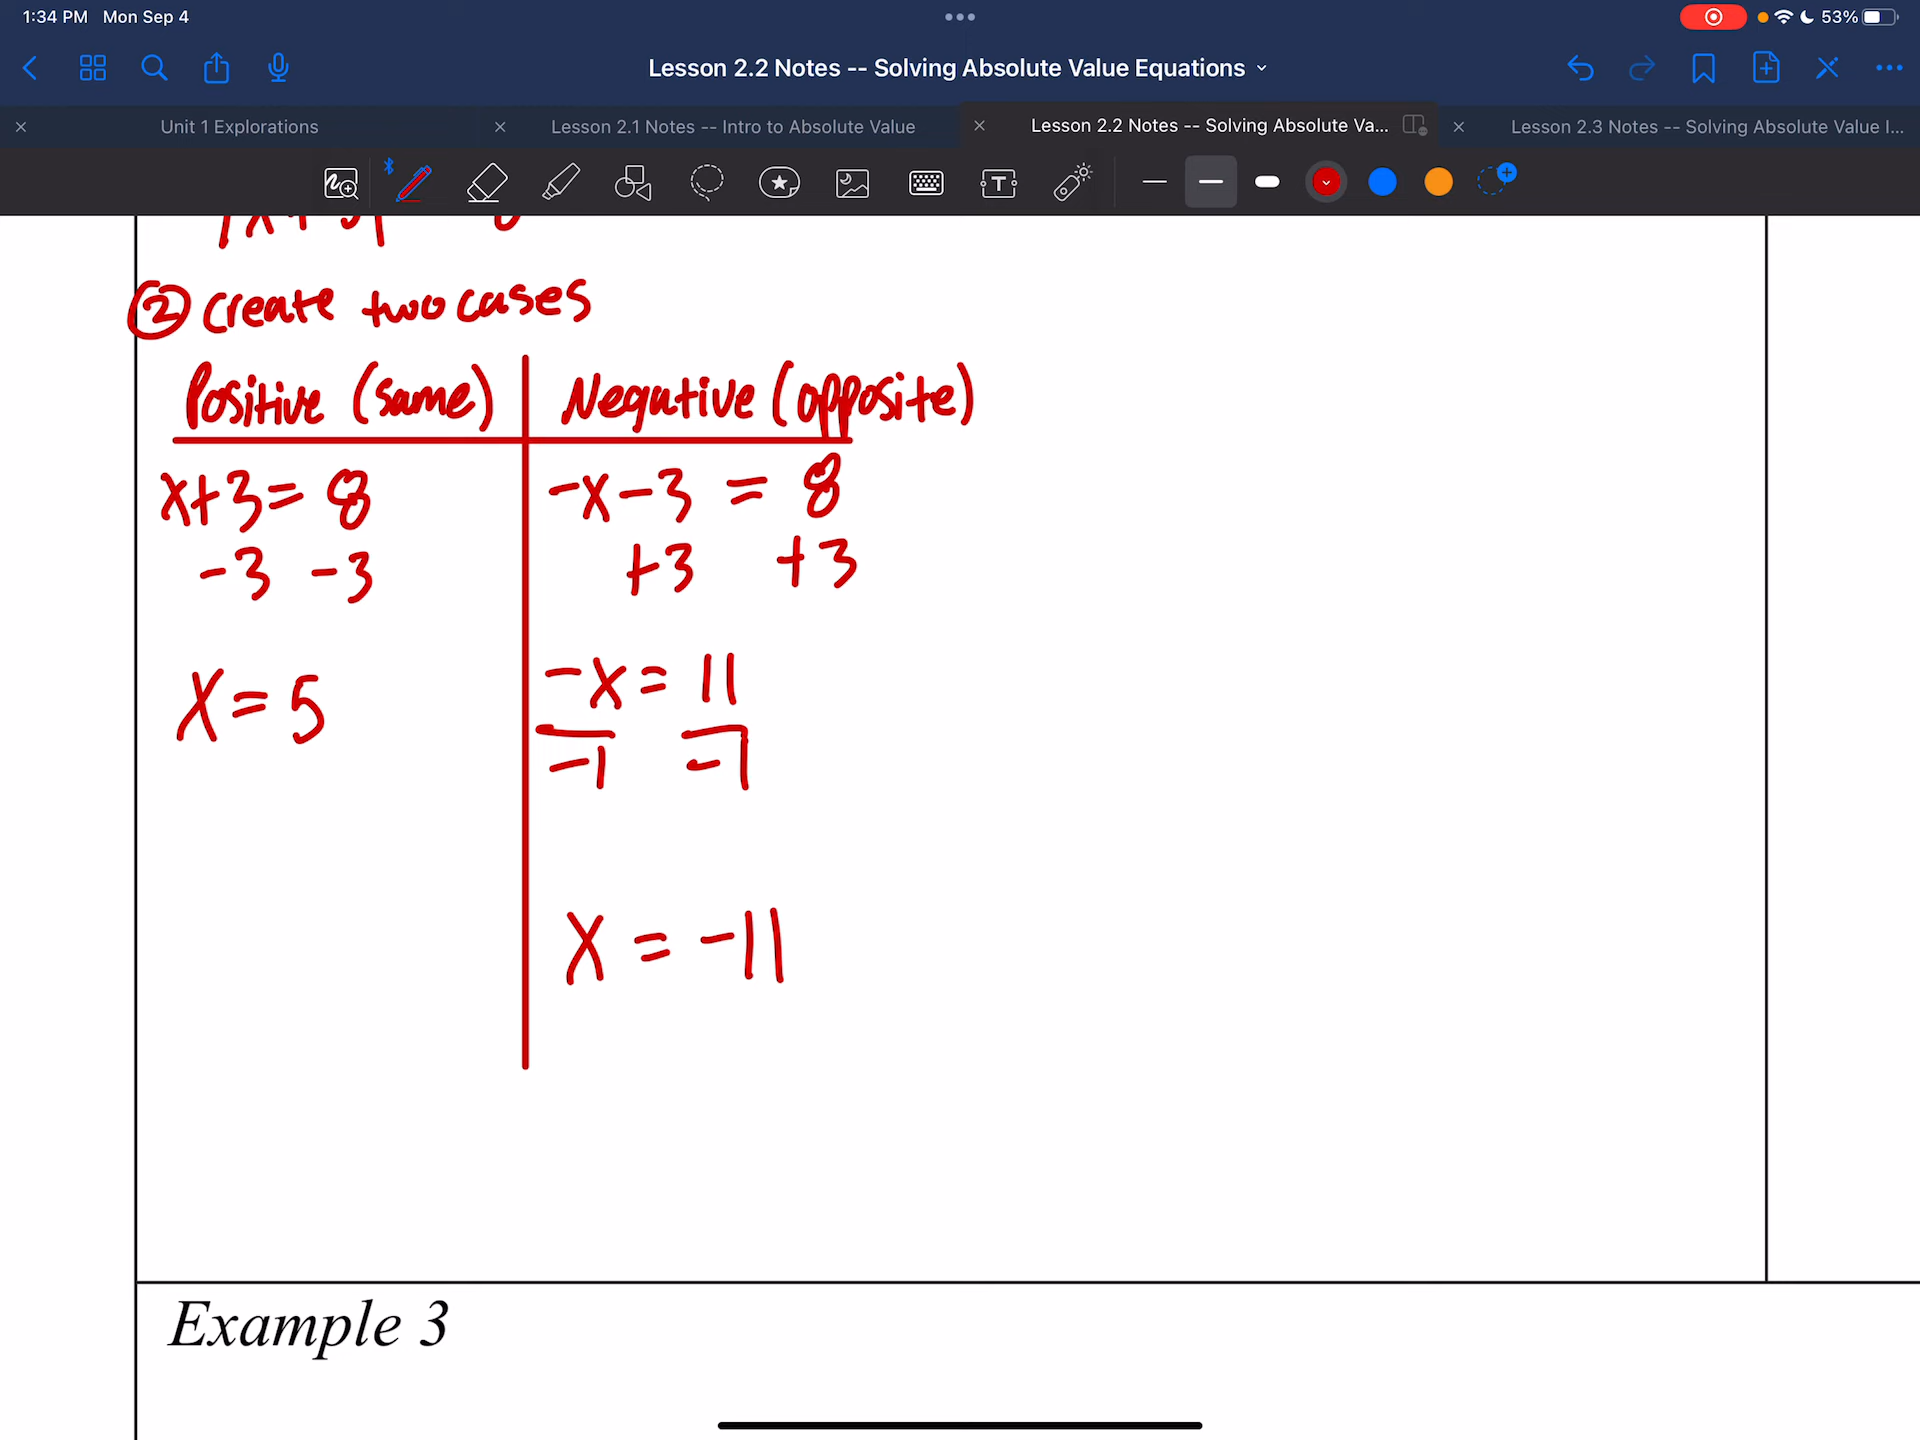 1:34 PM Mon Sep 4
53%
Lesson 2.2 Notes -- Solving Absolute Value Equations
Unit 1 Explorations
Lesson 2.1 Notes -- Intro to Absolute Value
Lesson 2.2 Notes -- Solving Absolute Va...
Lesson 2.3 Notes -- Solving Absolute Value I...
② create two cases
Positive (same) Negative (opposite)
x+3= 8 -x-3 = 8
-3 -3 +3 +3
x= 5 -x= 11
-1 -1
x = -11
Example 3